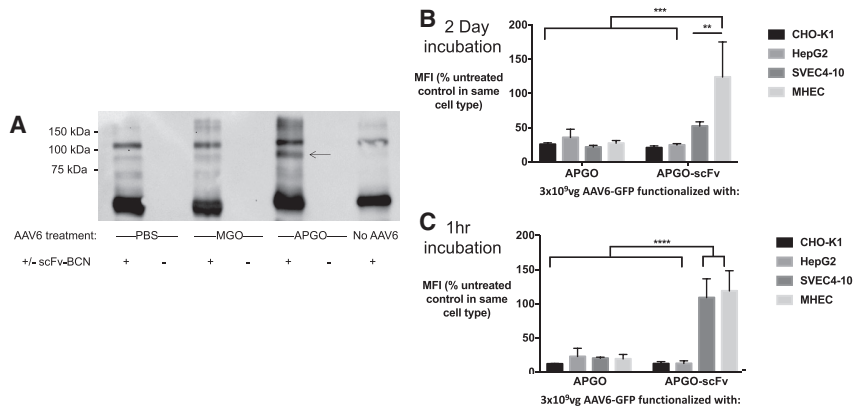 A
150 kDa
100 kDa
75 kDa
AAV6 treatment: PBS MGO APGO No AAV6
+/- scFv-BCN + - + - + - +
B
2 Day
incubation
MFI (% untreated
control in same
cell type)
200
150
100
50
0
***
**
CHO-K1
HepG2
SVEC4-10
MHEC
APGO APGO-scFv
3x10⁹vg AAV6-GFP functionalized with:
C
1hr
incubation
MFI (% untreated
control in same
cell type)
200
150
100
50
0
****
CHO-K1
HepG2
SVEC4-10
MHEC
APGO APGO-scFv
3x10⁹vg AAV6-GFP functionalized with: